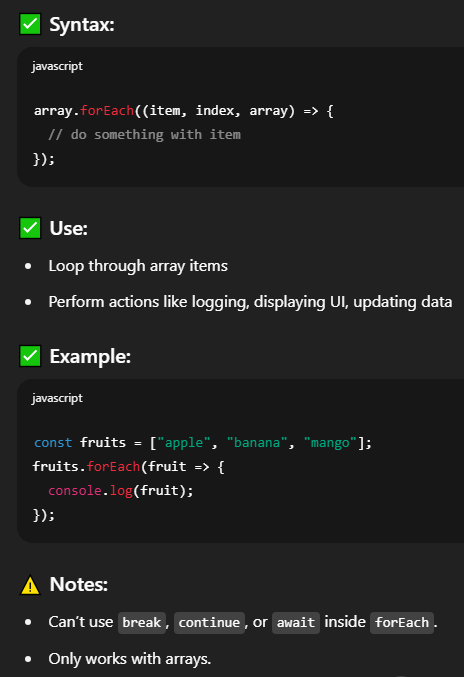 ✅ Syntax:
javascript
array.forEach((item, index, array) => {
  // do something with item
});
✅ Use:
• Loop through array items
• Perform actions like logging, displaying UI, updating data
✅ Example:
javascript
const fruits = ["apple", "banana", "mango"];
fruits.forEach(fruit => {
  console.log(fruit);
});
⚠️ Notes:
• Can’t use break, continue, or await inside forEach.
• Only works with arrays.